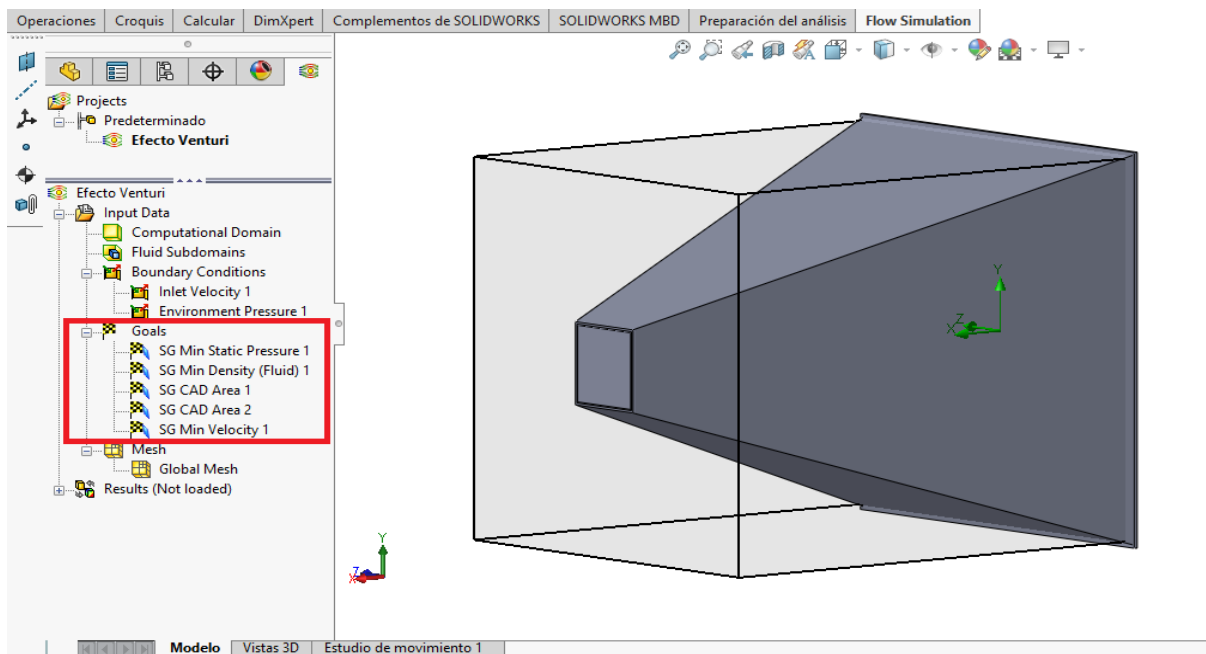 Operaciones Croquis Calcular DimXpert Complementos de SOLIDWORKS SOLIDWORKS MBD Preparación del análisis Flow Simulation
Projects
Predeterminado
Efecto Venturi
Efecto Venturi
Input Data
Computational Domain
Fluid Subdomains
Boundary Conditions
Inlet Velocity 1
Environment Pressure 1
Goals
SG Min Static Pressure 1
SG Min Density (Fluid) 1
SG CAD Area 1
SG CAD Area 2
SG Min Velocity 1
Mesh
Global Mesh
Results (Not loaded)
Y
Z
X
Y
Z
X
Modelo Vistas 3D Estudio de movimiento 1